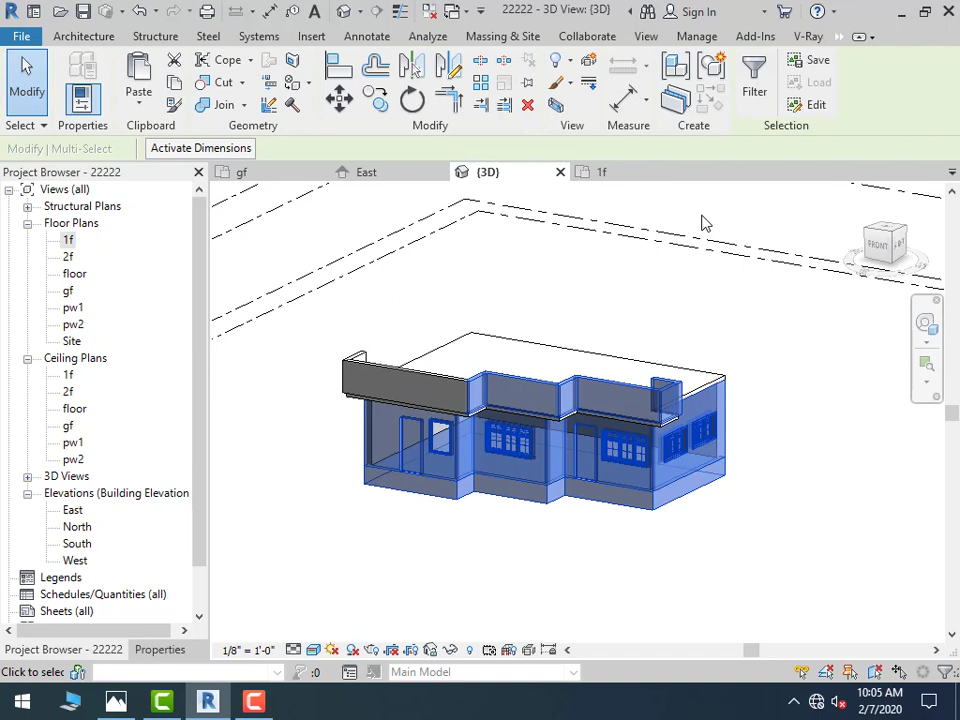 22222 - 3D View: {3D}
Sign In
File
Architecture
Structure
Steel
Systems
Insert
Annotate
Analyze
Massing & Site
Collaborate
View
Manage
Add-Ins
V-Ray
Modify
Paste
Cope
Cut
Join
Filter
Save
Load
Edit
Select
Properties
Clipboard
Geometry
Modify
View
Measure
Create
Selection
Modify | Multi-Select
Activate Dimensions
Project Browser - 22222
gf
East
{3D}
1f
Views (all)
Structural Plans
Floor Plans
1f
2f
floor
gf
pw1
pw2
Site
Ceiling Plans
1f
2f
floor
gf
pw1
pw2
3D Views
Elevations (Building Elevation
East
North
South
West
Legends
Schedules/Quantities (all)
Sheets (all)
FRONT
Project Browser - 22222
Properties
1/8" = 1'-0"
Click to selec
:0
Main Model
10:05 AM
2/7/2020